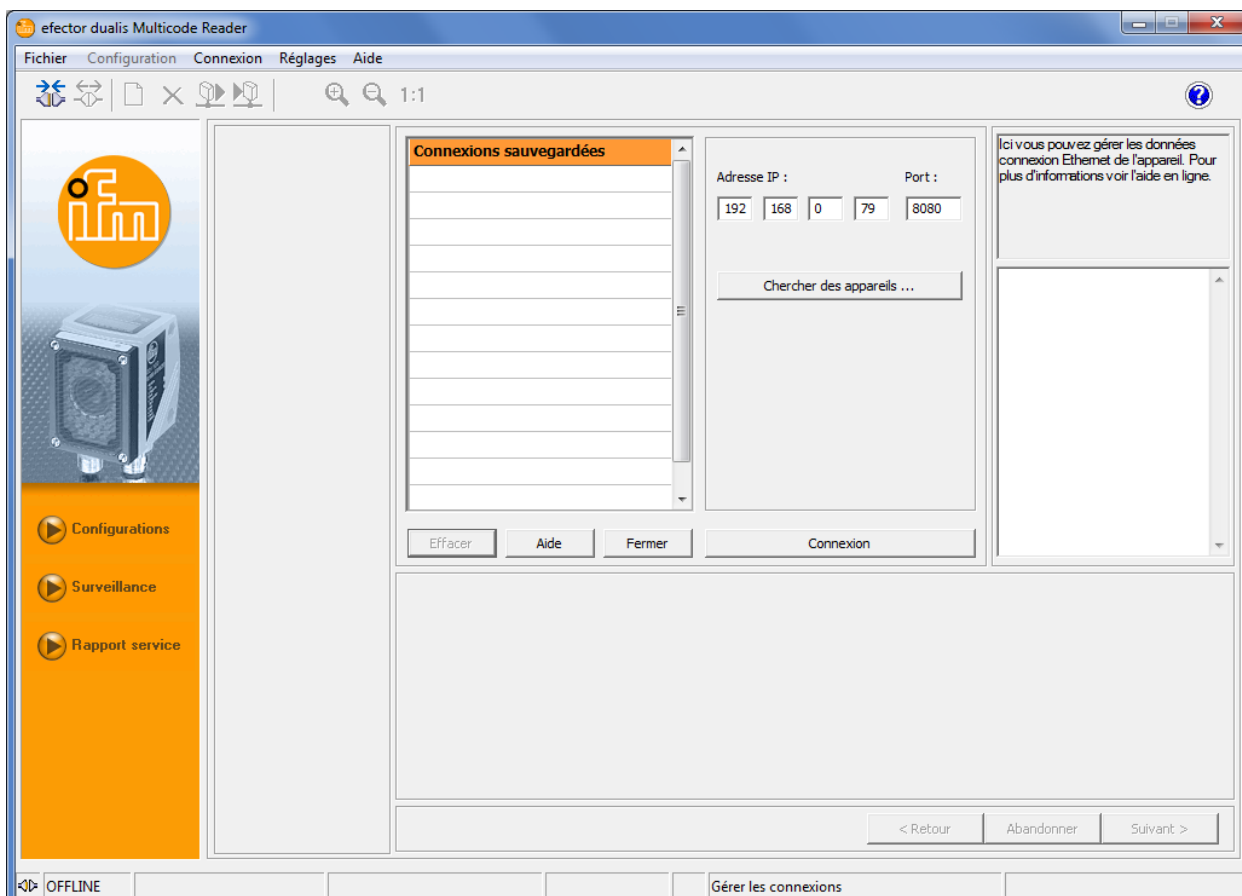 efector dualis Multicode Reader
Fichier Configuration Connexion Réglages Aide
1:1
ifm
Connexions sauvegardées
Adresse IP :
Port :
192 168 0 79 8080
Chercher des appareils ...
Ici vous pouvez gérer les données
connexion Ethernet de l'appareil. Pour
plus d'informations voir l'aide en ligne.
Effacer
Aide
Fermer
Connexion
Configurations
Surveillance
Rapport service
< Retour
Abandonner
Suivant >
OFFLINE
Gérer les connexions